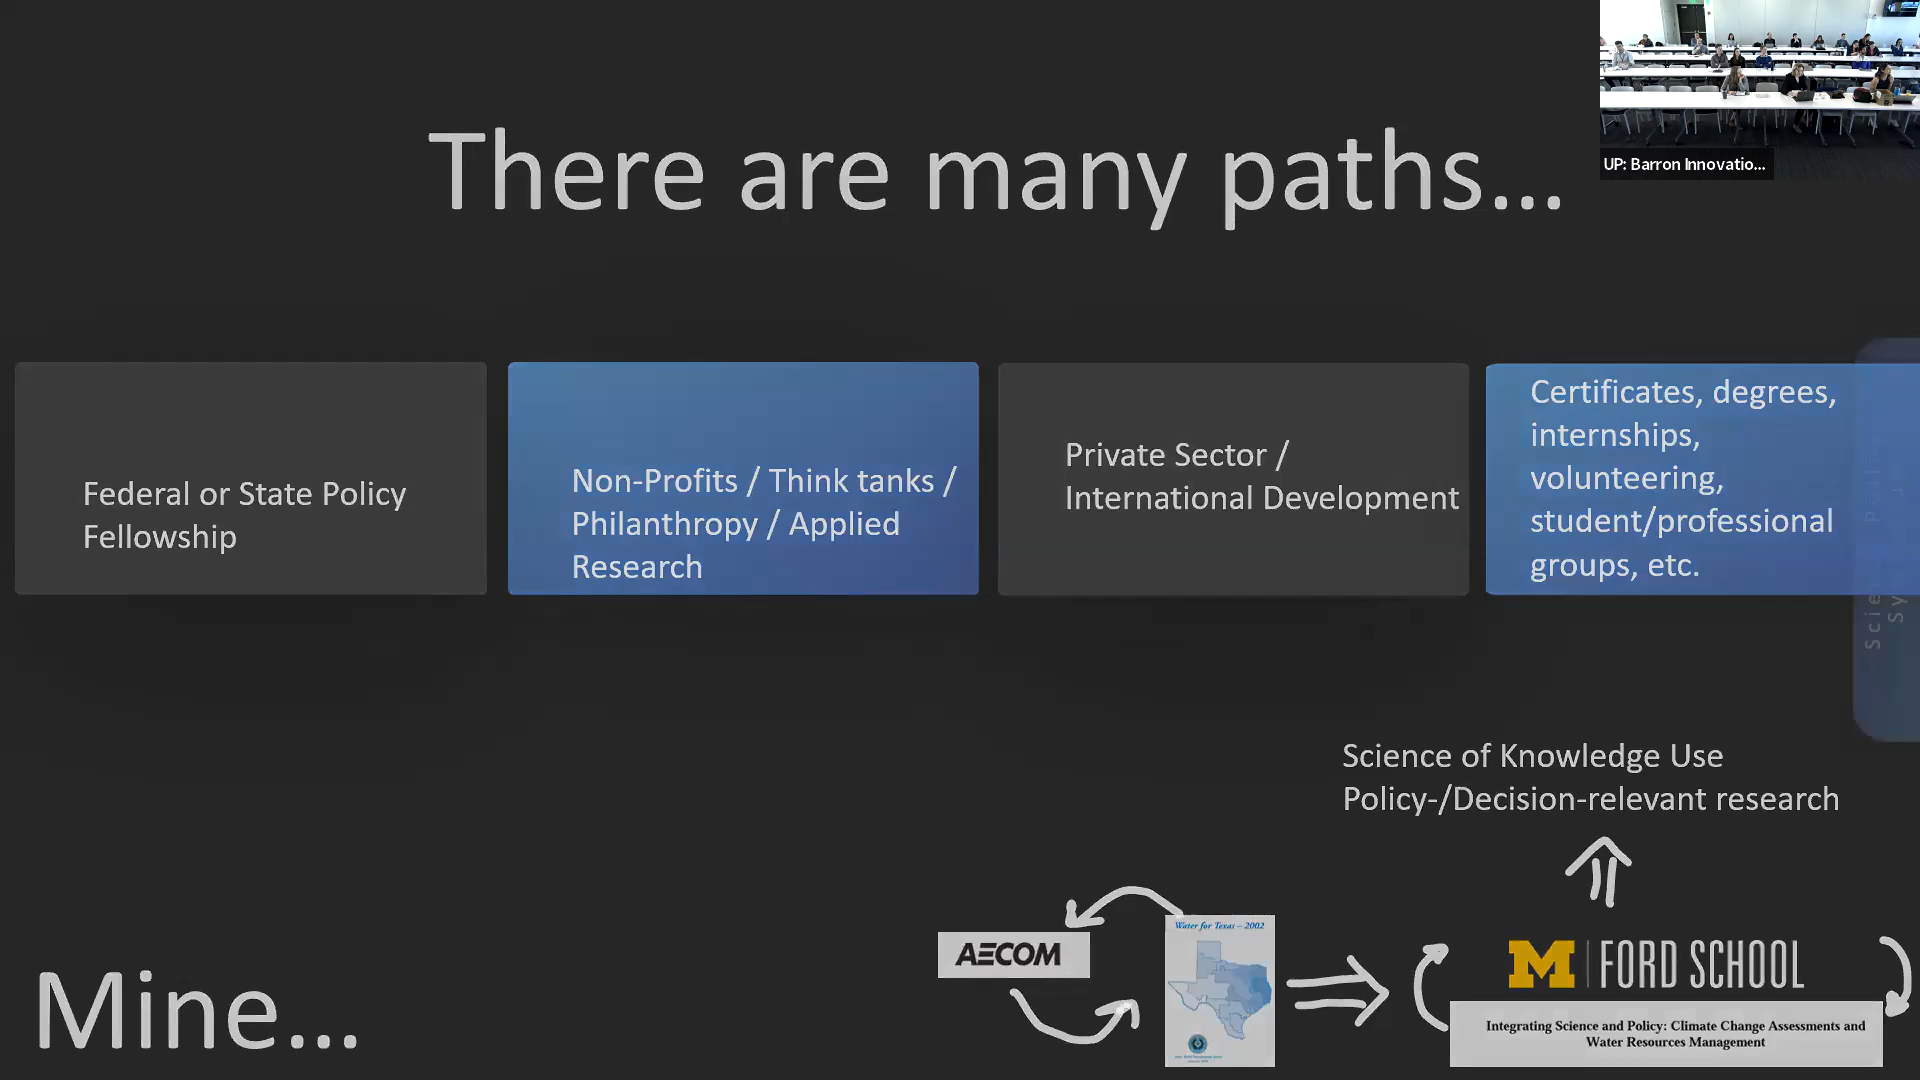 There are many paths...
UP: Barron Innovatio...
Federal or State Policy
Fellowship
Non-Profits / Think tanks /
Philanthropy / Applied
Research
Private Sector /
International Development
Certificates, degrees,
internships,
volunteering,
student/professional
groups, etc.
Science of Knowledge Use
Policy-/Decision-relevant research
Mine...
AECOM
Water for Texas – 2002
M | FORD SCHOOL
Integrating Science and Policy: Climate Change Assessments and
Water Resources Management